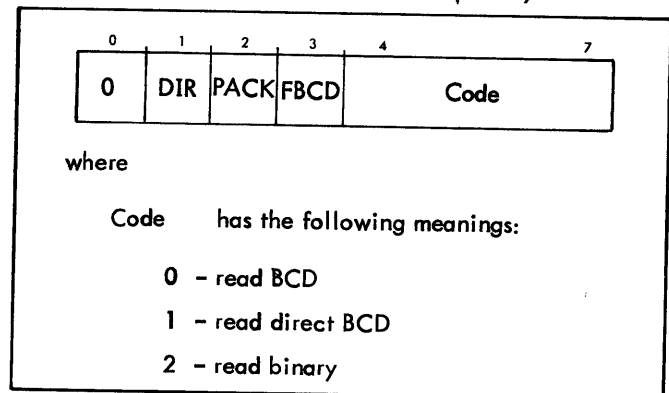 0 1 2 3 4 7
0 DIR PACK FBCD Code
where
Code has the following meanings:
0 - read BCD
1 - read direct BCD
2 - read binary